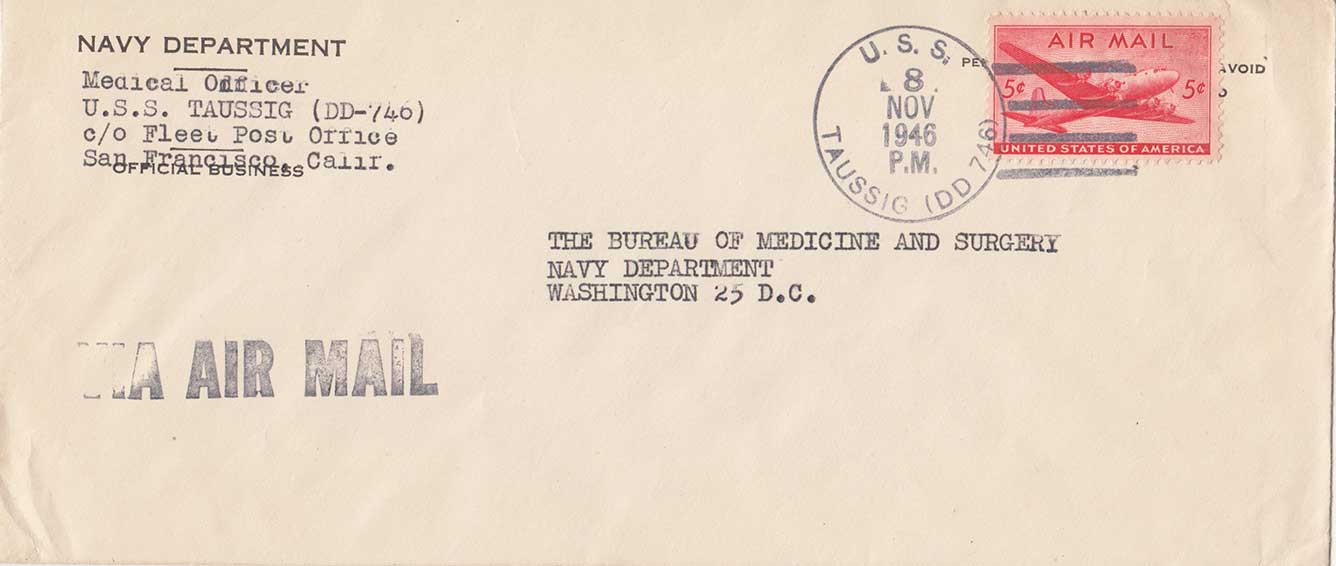 NAVY DEPARTMENT
Medical Officer
U.S.S. TAUSSIG (DD-746)
c/o Fleet Post Office
San Francisco, Calif.
OFFICIAL BUSINESS
U. S. S.
8
NOV
1946
P.M.
TAUSSIG (DD 746)
AIR MAIL
5¢ 5¢
UNITED STATES OF AMERICA
AVOID
THE BUREAU OF MEDICINE AND SURGERY
NAVY DEPARTMENT
WASHINGTON 25 D.C.
VIA AIR MAIL